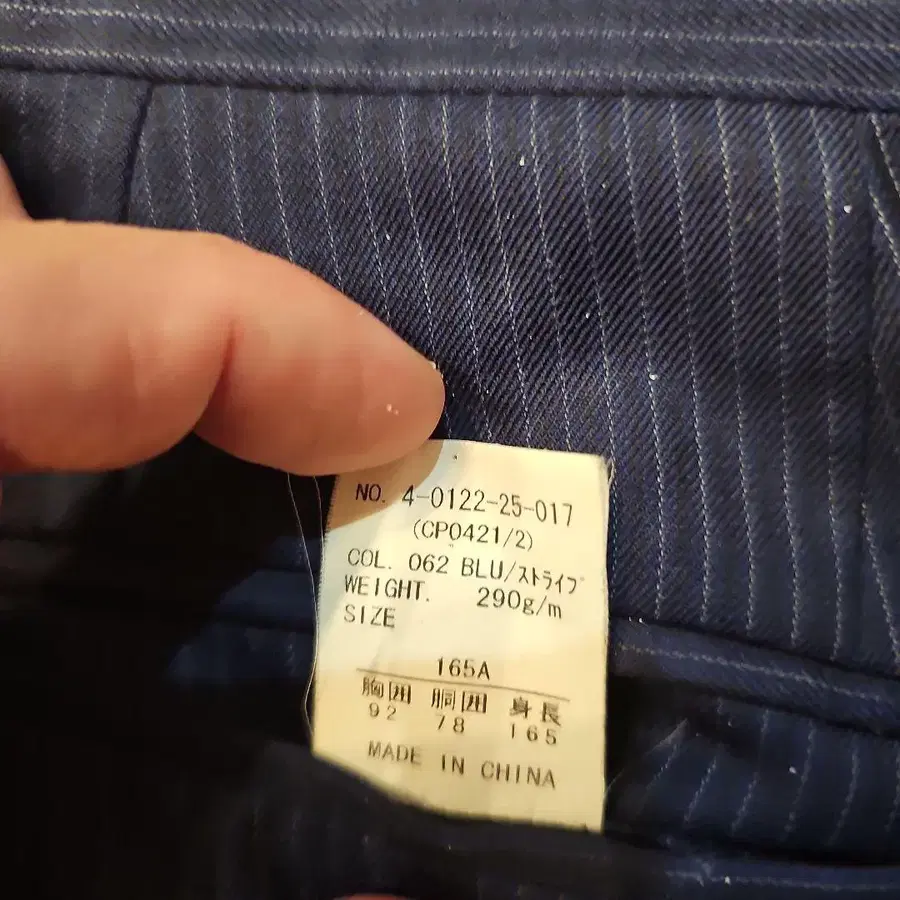 NO. 4-0122-25-017
(CP0421/2)
COL. 062 BLU/ストライプ
WEIGHT. 290g/m
SIZE
165A
胸囲 胴囲 身長
92 78 165
MADE IN CHINA